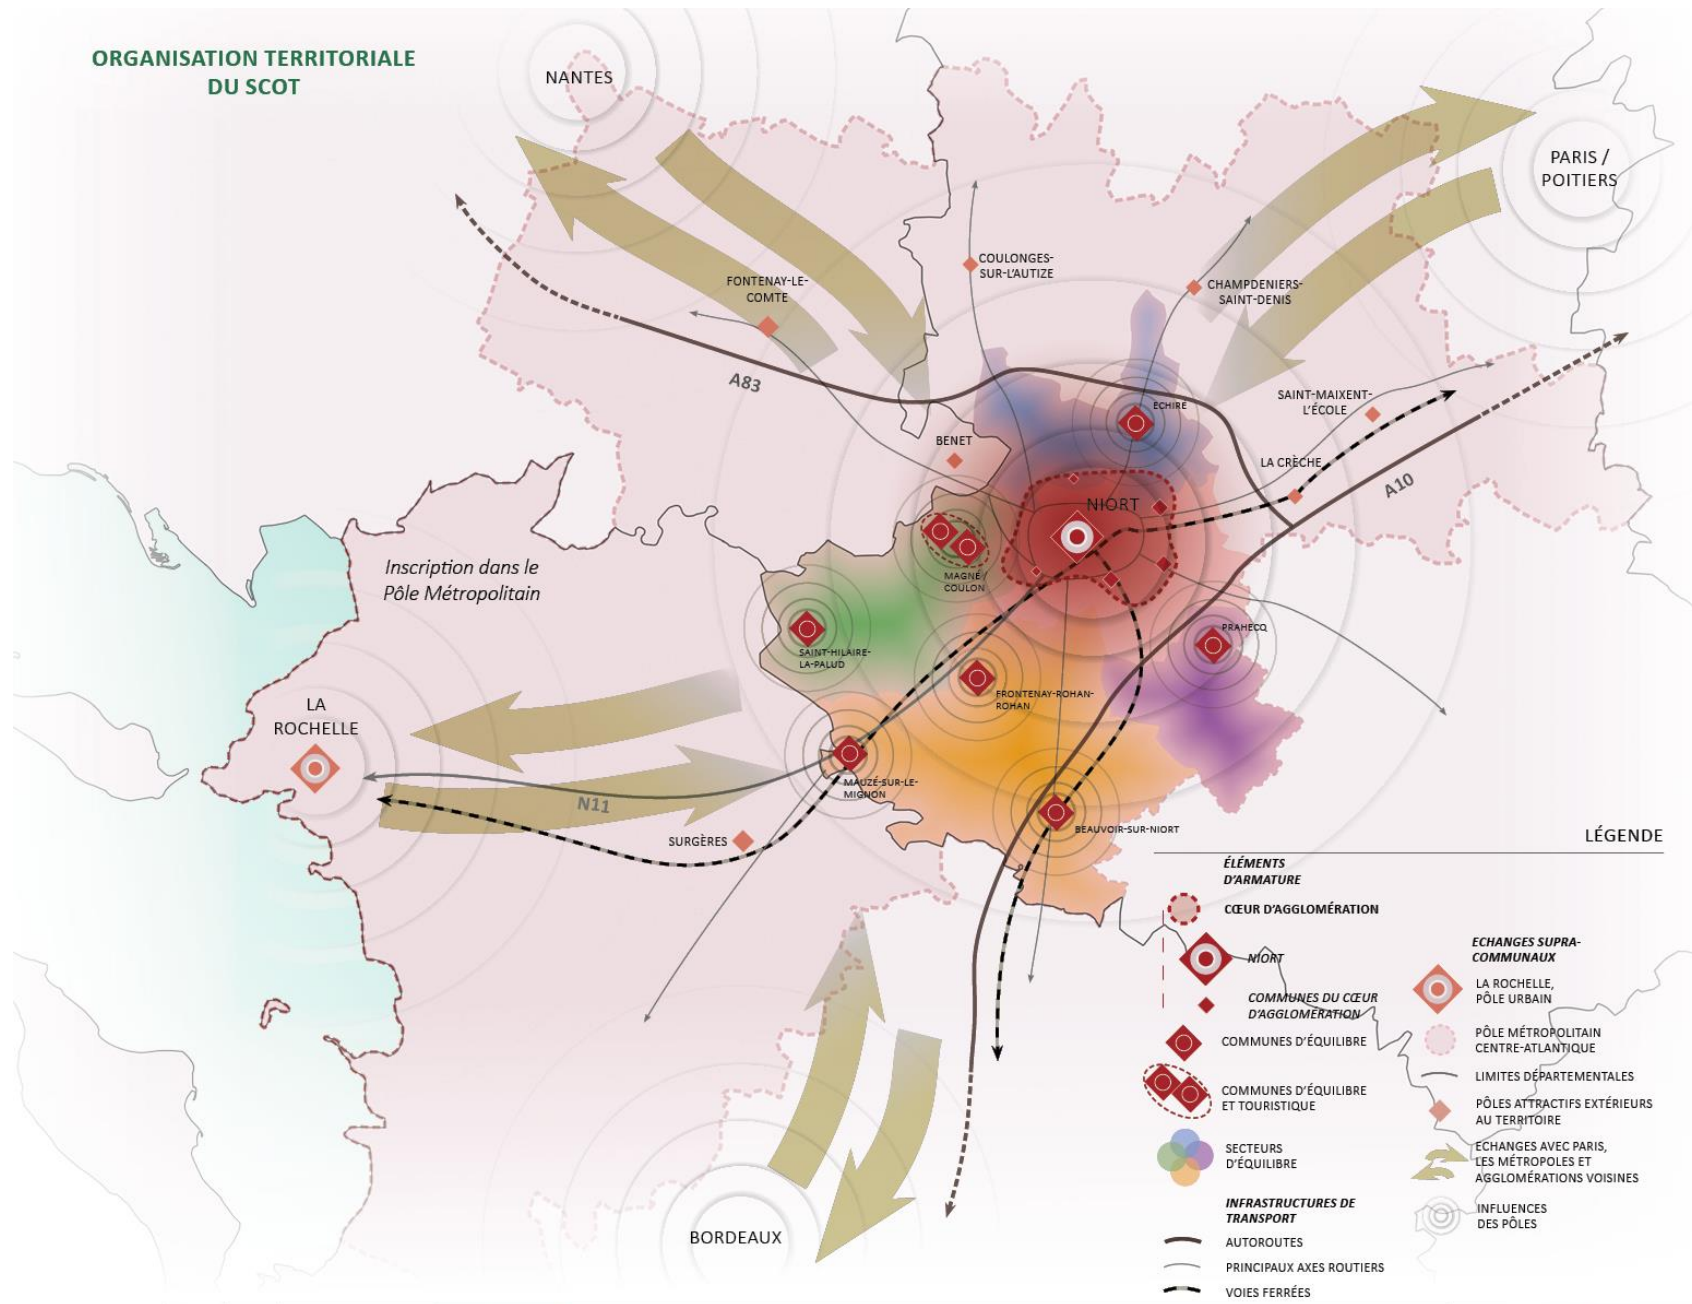 ORGANISATION TERRITORIALE
DU SCOT
NANTES
PARIS /
POITIERS
COULONGES-
SUR-L'AUTIZE
FONTENAY-LE-
COMTE
CHAMPDENIERS-
SAINT-DENIS
A83
SAINT-MAIXENT-
L'ÉCOLE
ECHIRÉ
BENET
LA CRÈCHE
A10
NIORT
Inscription dans le
Pôle Métropolitain
MAGNÉ /
COULON
PRAHECQ
SAINT-HILAIRE-
LA-PALUD
FRONTENAY-ROHAN-
ROHAN
LA
ROCHELLE
MAUZÉ-SUR-LE-
MIGNON
N11
BEAUVOIR-SUR-NIORT
SURGÈRES
BORDEAUX
LÉGENDE
ÉLÉMENTS
D'ARMATURE
CŒUR D'AGGLOMÉRATION
NIORT
COMMUNES DU CŒUR
D'AGGLOMÉRATION
COMMUNES D'ÉQUILIBRE
COMMUNES D'ÉQUILIBRE
ET TOURISTIQUE
SECTEURS
D'ÉQUILIBRE
INFRASTRUCTURES DE
TRANSPORT
AUTOROUTES
PRINCIPAUX AXES ROUTIERS
VOIES FERRÉES
ECHANGES SUPRA-
COMMUNAUX
LA ROCHELLE,
PÔLE URBAIN
PÔLE MÉTROPOLITAIN
CENTRE-ATLANTIQUE
LIMITES DÉPARTEMENTALES
PÔLES ATTRACTIFS EXTÉRIEURS
AU TERRITOIRE
ECHANGES AVEC PARIS,
LES MÉTROPOLES ET
AGGLOMÉRATIONS VOISINES
INFLUENCES
DES PÔLES